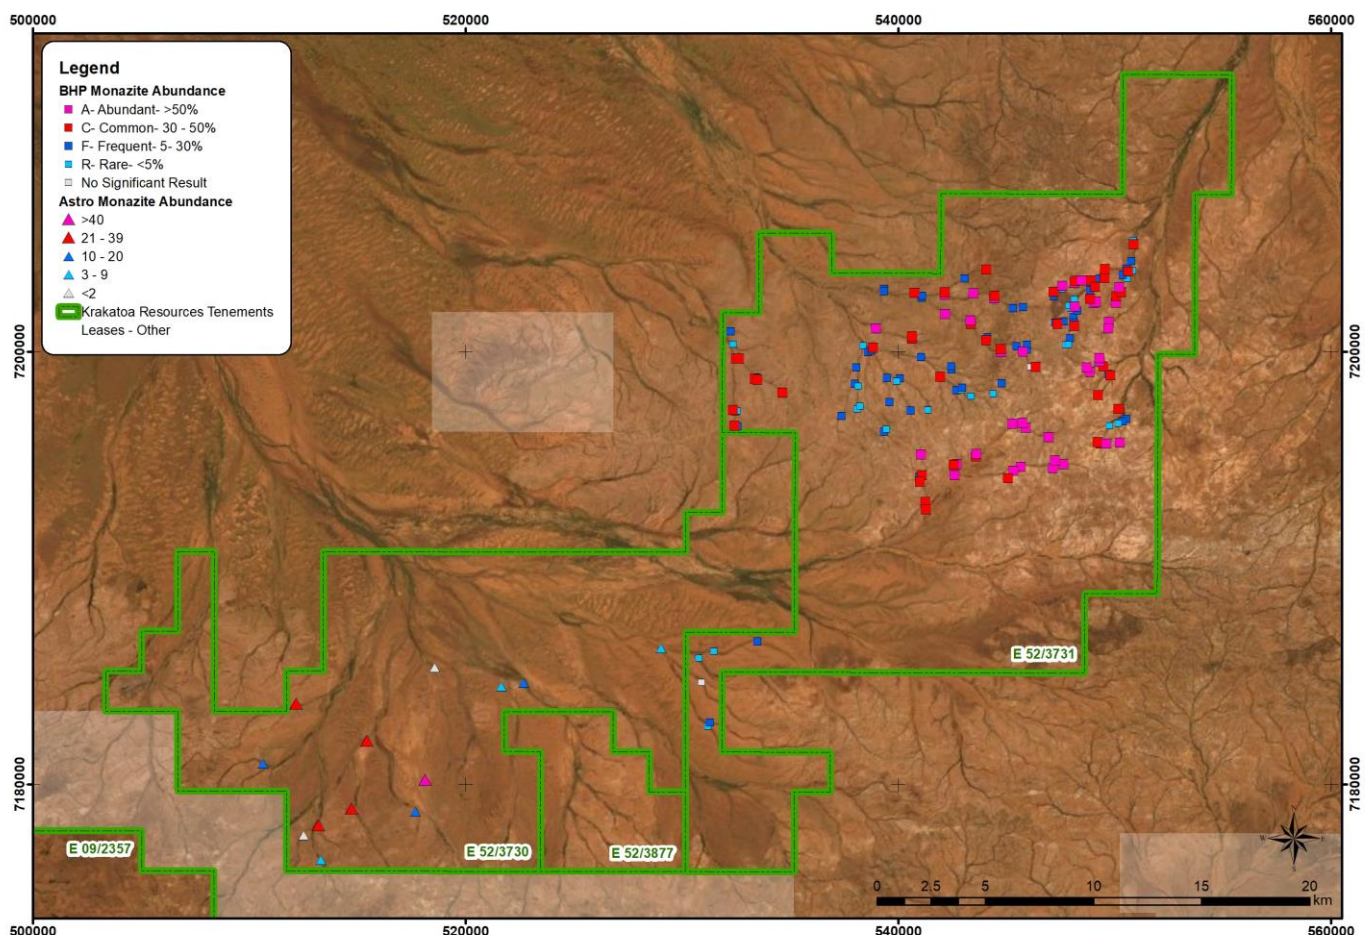 500000
520000
540000
560000
Legend
BHP Monazite Abundance
A- Abundant- >50%
C- Common- 30 - 50%
F- Frequent- 5- 30%
R- Rare- <5%
No Significant Result
Astro Monazite Abundance
>40
21 - 39
10 - 20
3 - 9
<2
Krakatoa Resources Tenements
Leases - Other
7200000
7200000
E 52/3731
7180000
7180000
E 09/2357
E 52/3730
E 52/3877
N
0
2.5
5
10
15
20
km
500000
520000
540000
560000